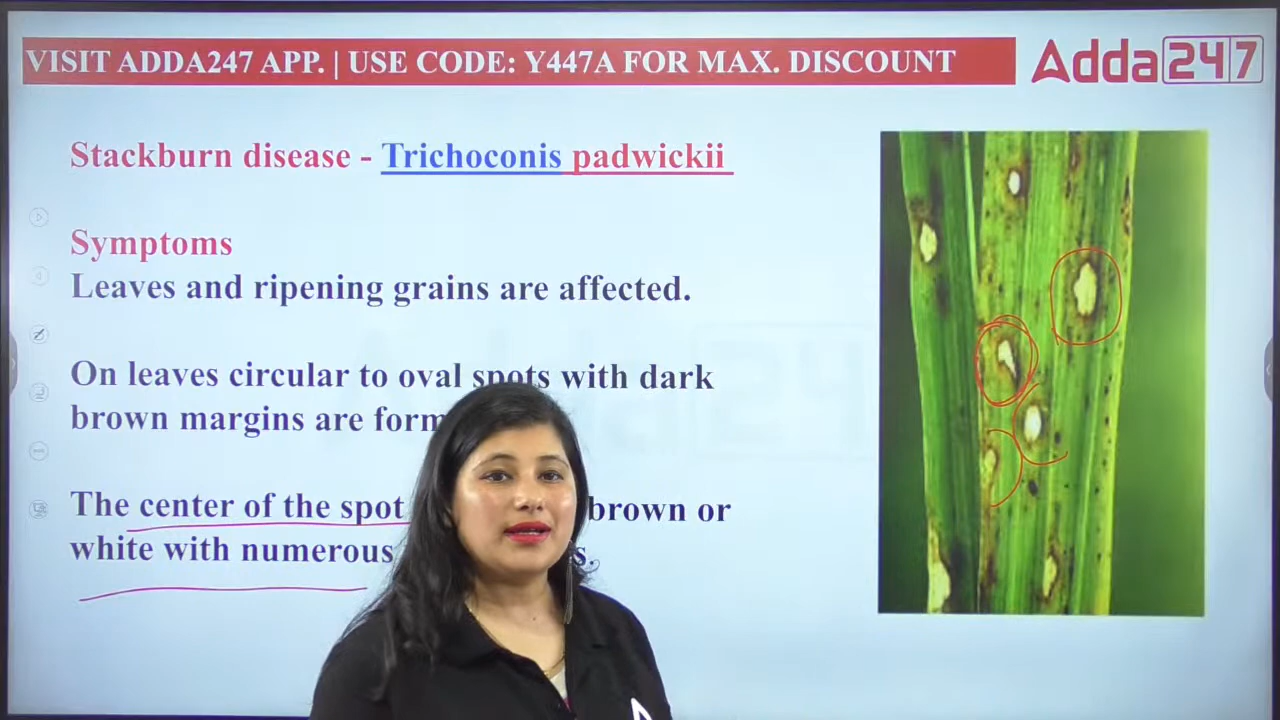 VISIT ADDA247 APP. | USE CODE: Y447A FOR MAX. DISCOUNT
Adda247
Stackburn disease - Trichoconis padwickii
Symptoms
Leaves and ripening grains are affected.
On leaves circular to oval spots with dark
brown margins are form
The center of the spot brown or
white with numerous s.